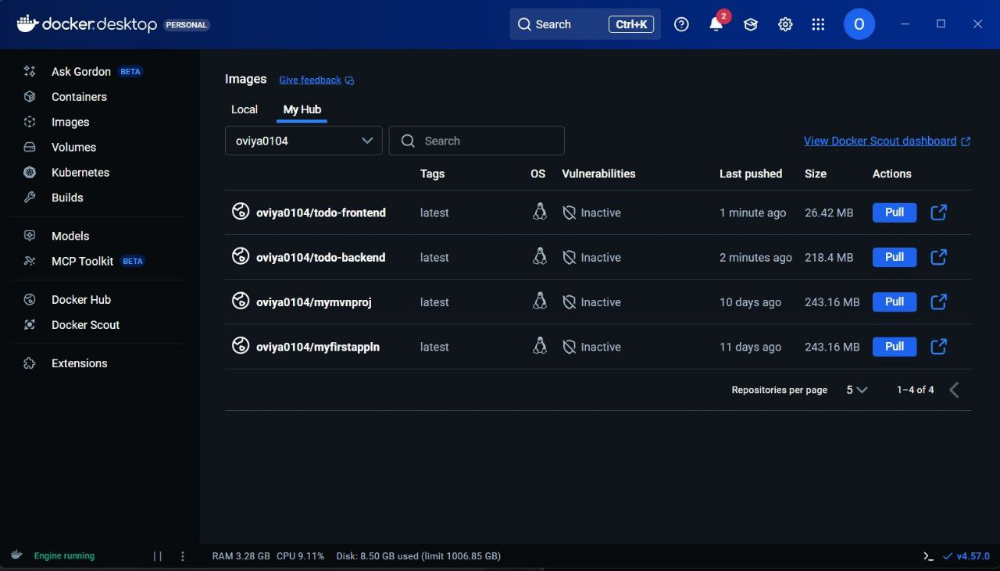 docker.desktop PERSONAL
Search Ctrl+K
2
O
Ask Gordon BETA
Containers
Images
Volumes
Kubernetes
Builds
Models
MCP Toolkit BETA
Docker Hub
Docker Scout
Extensions
Images Give feedback
Local My Hub
oviya0104 Search View Docker Scout dashboard
Tags OS Vulnerabilities Last pushed Size Actions
oviya0104/todo-frontend latest Inactive 1 minute ago 26.42 MB Pull
oviya0104/todo-backend latest Inactive 2 minutes ago 218.4 MB Pull
oviya0104/mymvnproj latest Inactive 10 days ago 243.16 MB Pull
oviya0104/myfirstappln latest Inactive 11 days ago 243.16 MB Pull
Repositories per page 5 1–4 of 4
Engine running RAM 3.28 GB CPU 9.11% Disk: 8.50 GB used (limit 1006.85 GB) v4.57.0